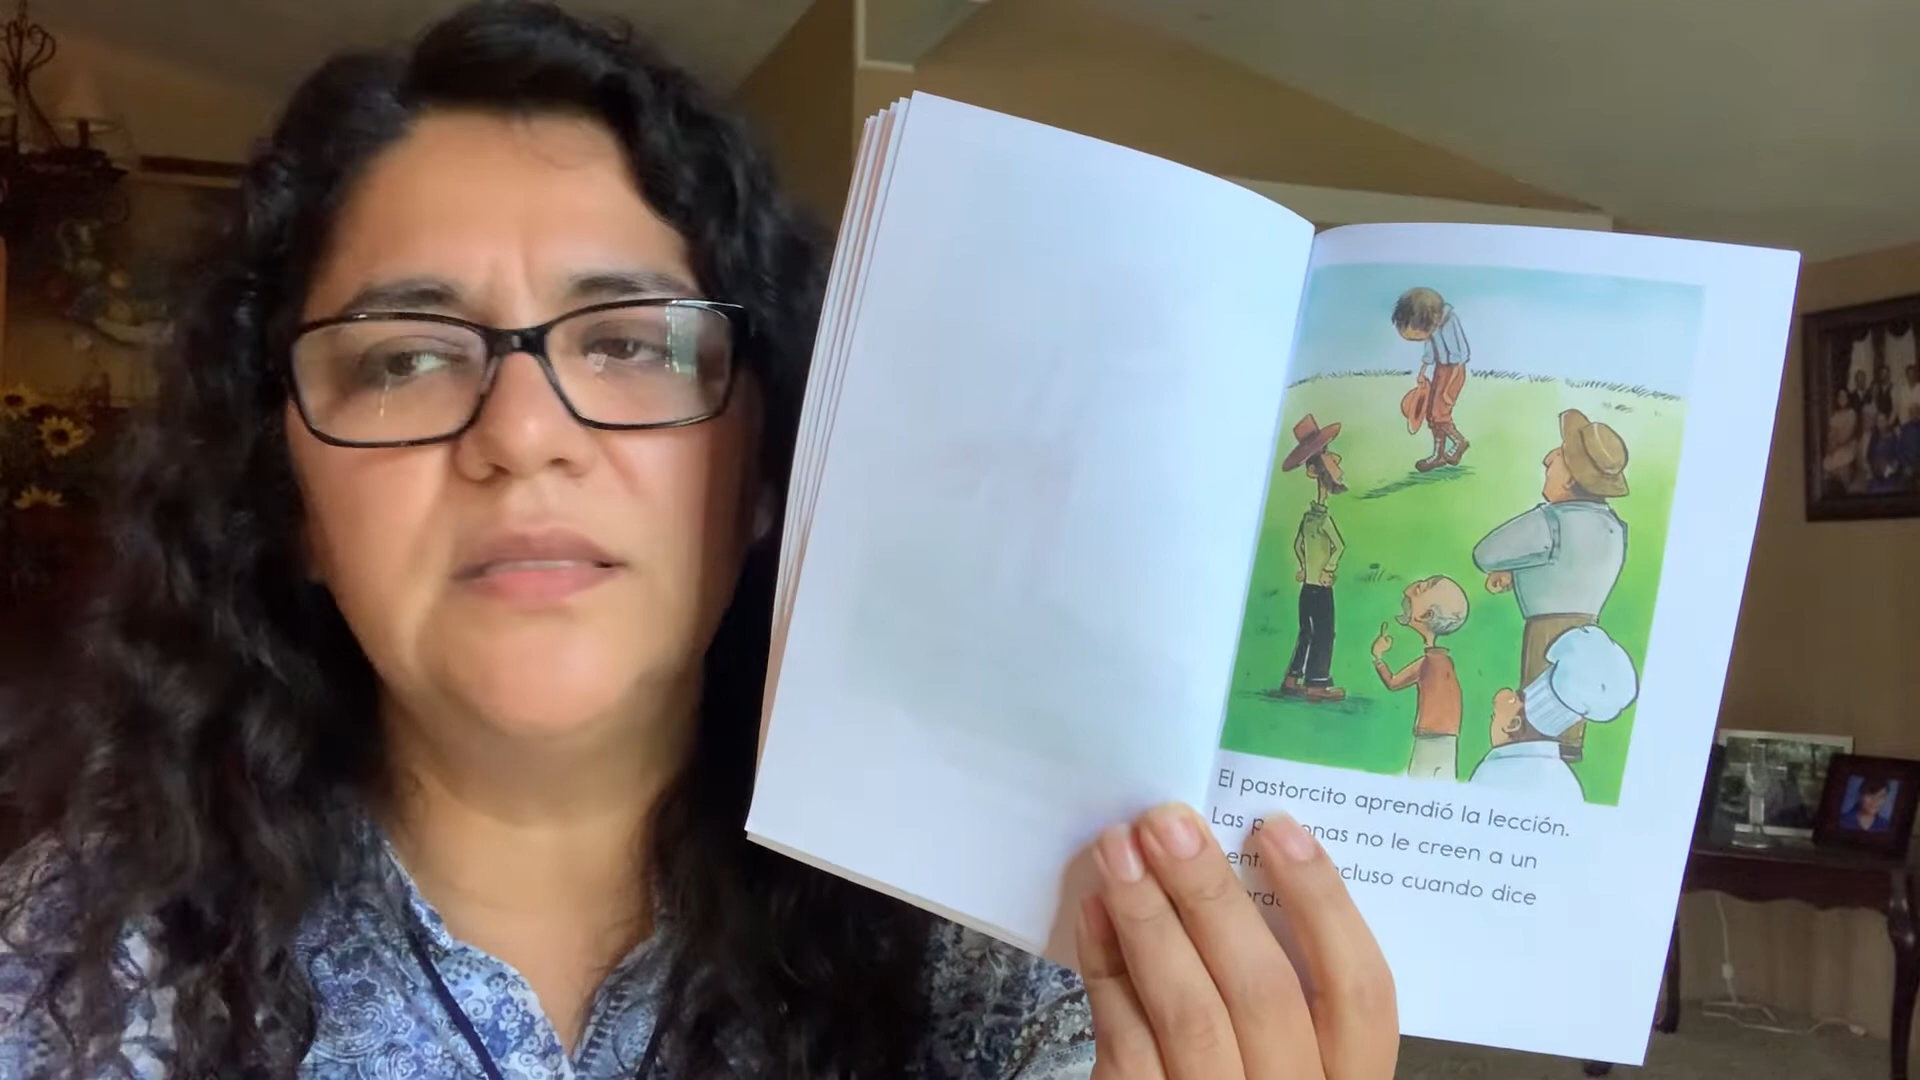 El pastorcito aprendió la lección.
Las no le creen a un
cuando dice